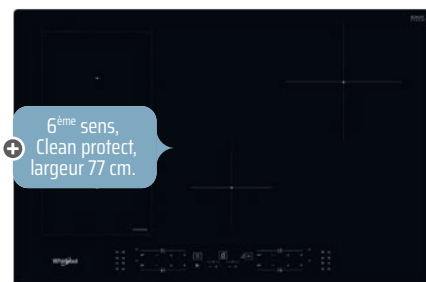 6ème sens,
Clean protect,
largeur 77 cm.
Whirlpool